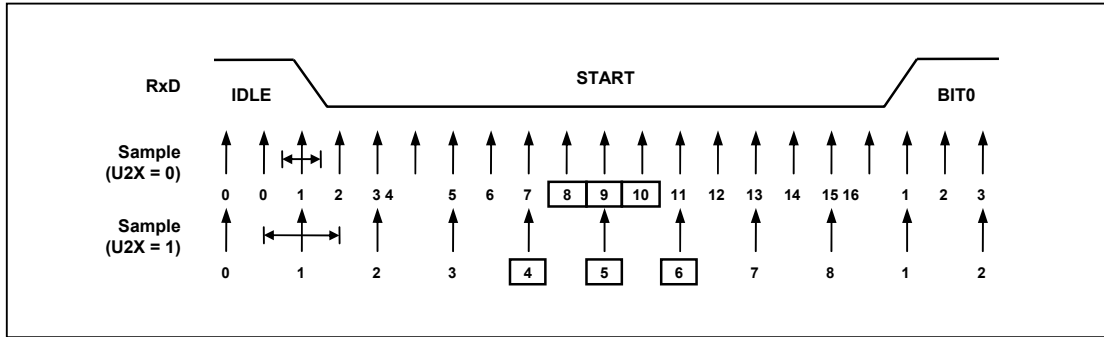 RxD
IDLE
START
BIT0
Sample
(U2X = 0)
0 0 1 2 3 4 5 6 7 8 9 10 11 12 13 14 15 16 1 2 3
Sample
(U2X = 1)
0 1 2 3 4 5 6 7 8 1 2